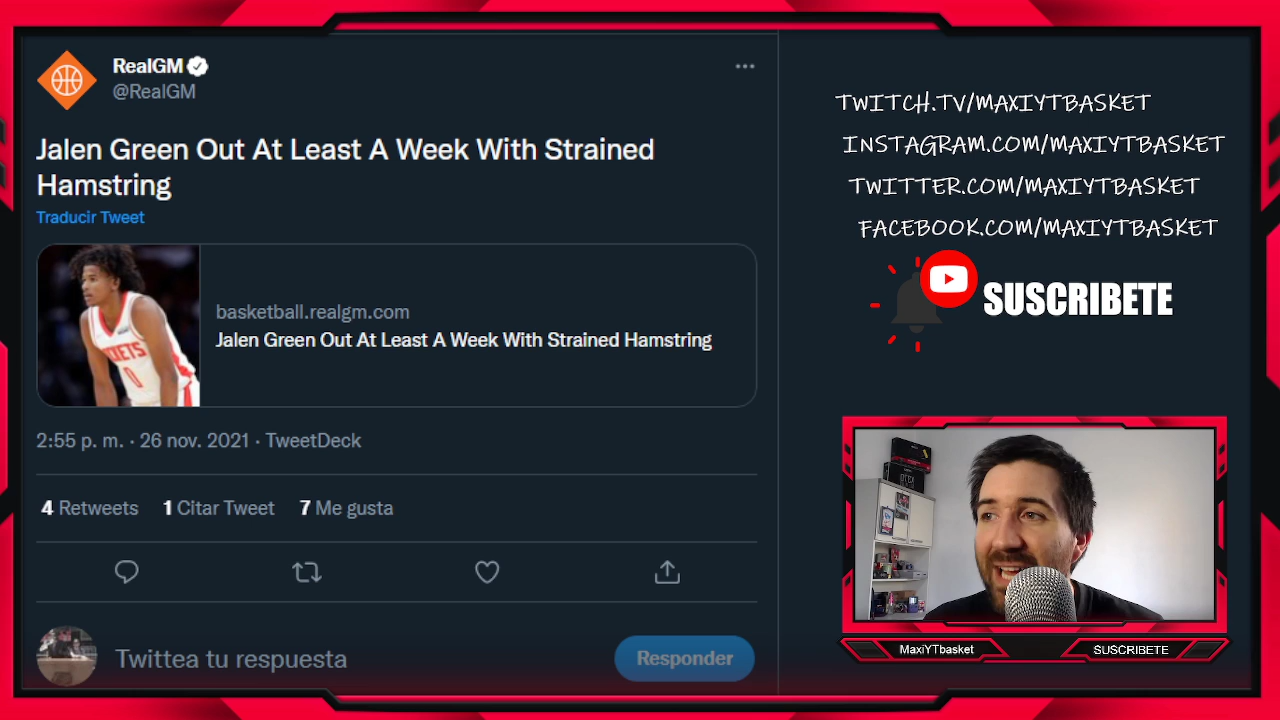 RealGM
@RealGM
Jalen Green Out At Least A Week With Strained
Hamstring
Traducir Tweet
ROCKETS
0
basketball.realgm.com
Jalen Green Out At Least A Week With Strained Hamstring
2:55 p. m. · 26 nov. 2021 · TweetDeck
4 Retweets 1 Citar Tweet 7 Me gusta
Twittea tu respuesta
Responder
TWITCH.TV/MAXIYTBASKET
INSTAGRAM.COM/MAXIYTBASKET
TWITTER.COM/MAXIYTBASKET
FACEBOOK.COM/MAXIYTBASKET
SUSCRIBETE
MaxiYTbasket
SUSCRIBETE